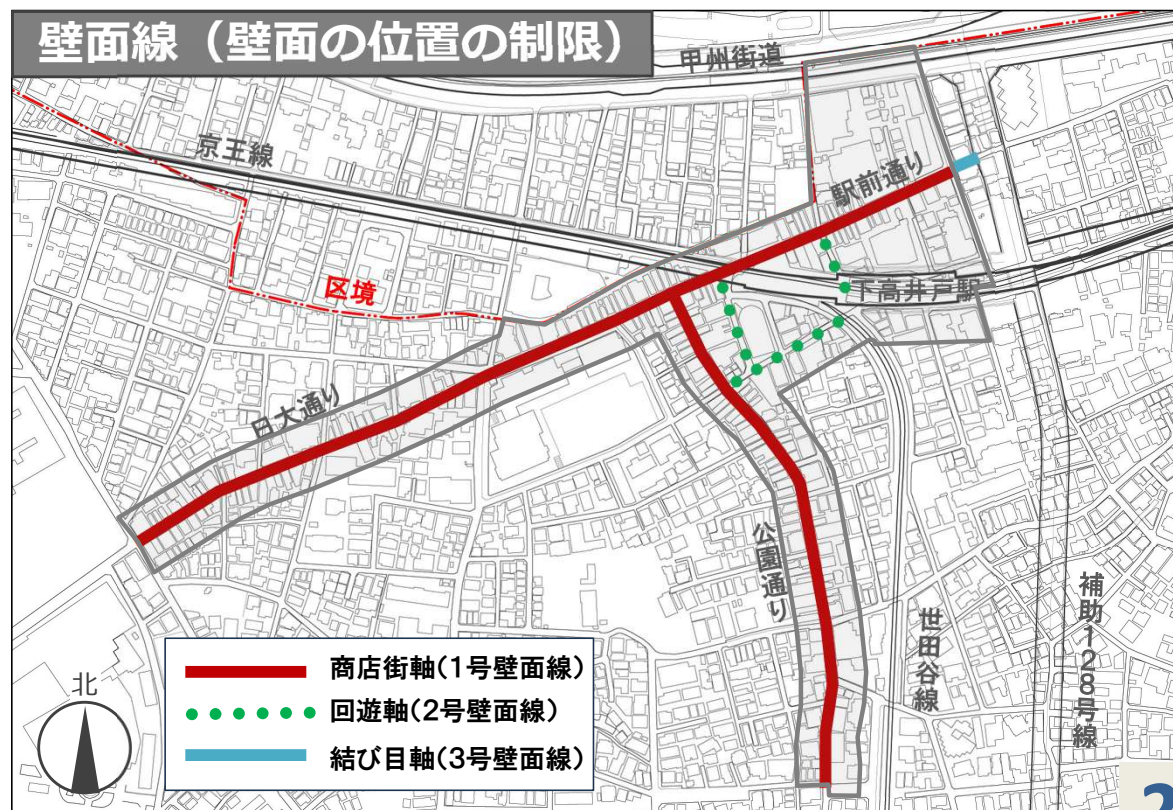 壁面線（壁面の位置の制限）
甲州街道
京王線
駅前通り
区境
下高井戸駅
日大通り
公園通り
世田谷線
補助128号線
北
商店街軸(1号壁面線)
回遊軸(2号壁面線)
結び目軸(3号壁面線)